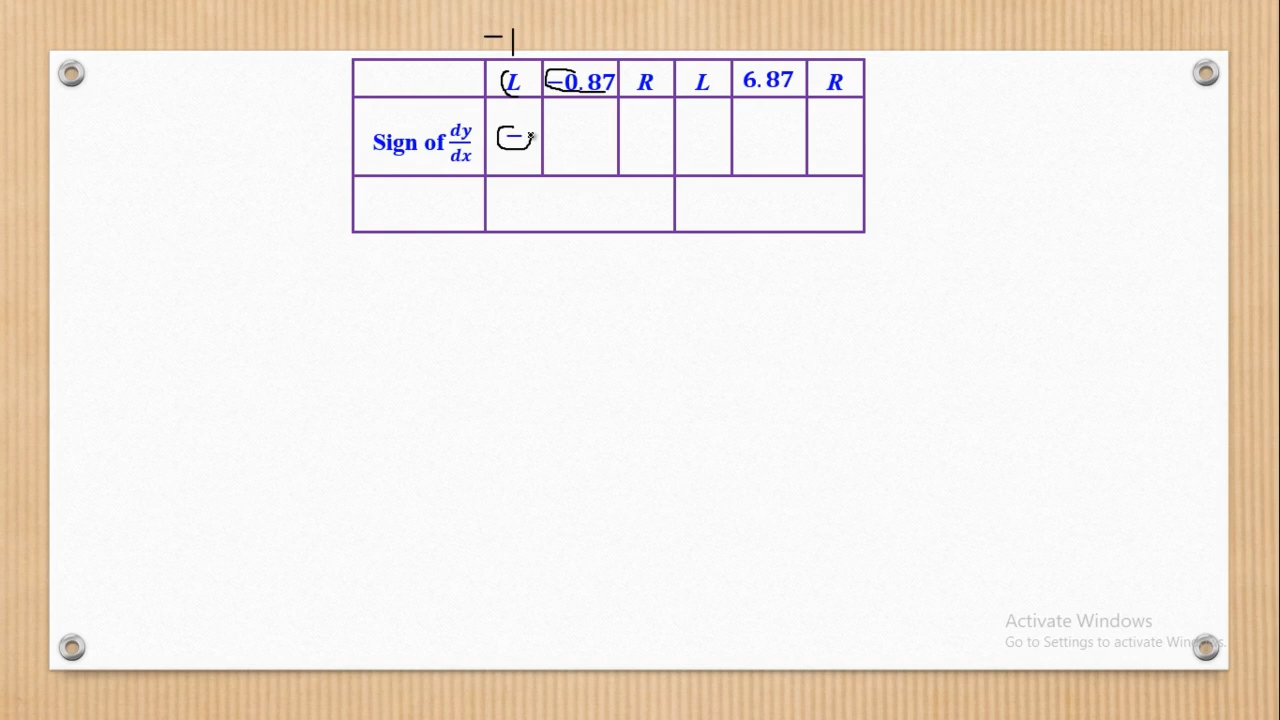 −1
L −0.87 R L 6.87 R
Sign of dy/dx −
Activate Windows
Go to Settings to activate Windows.